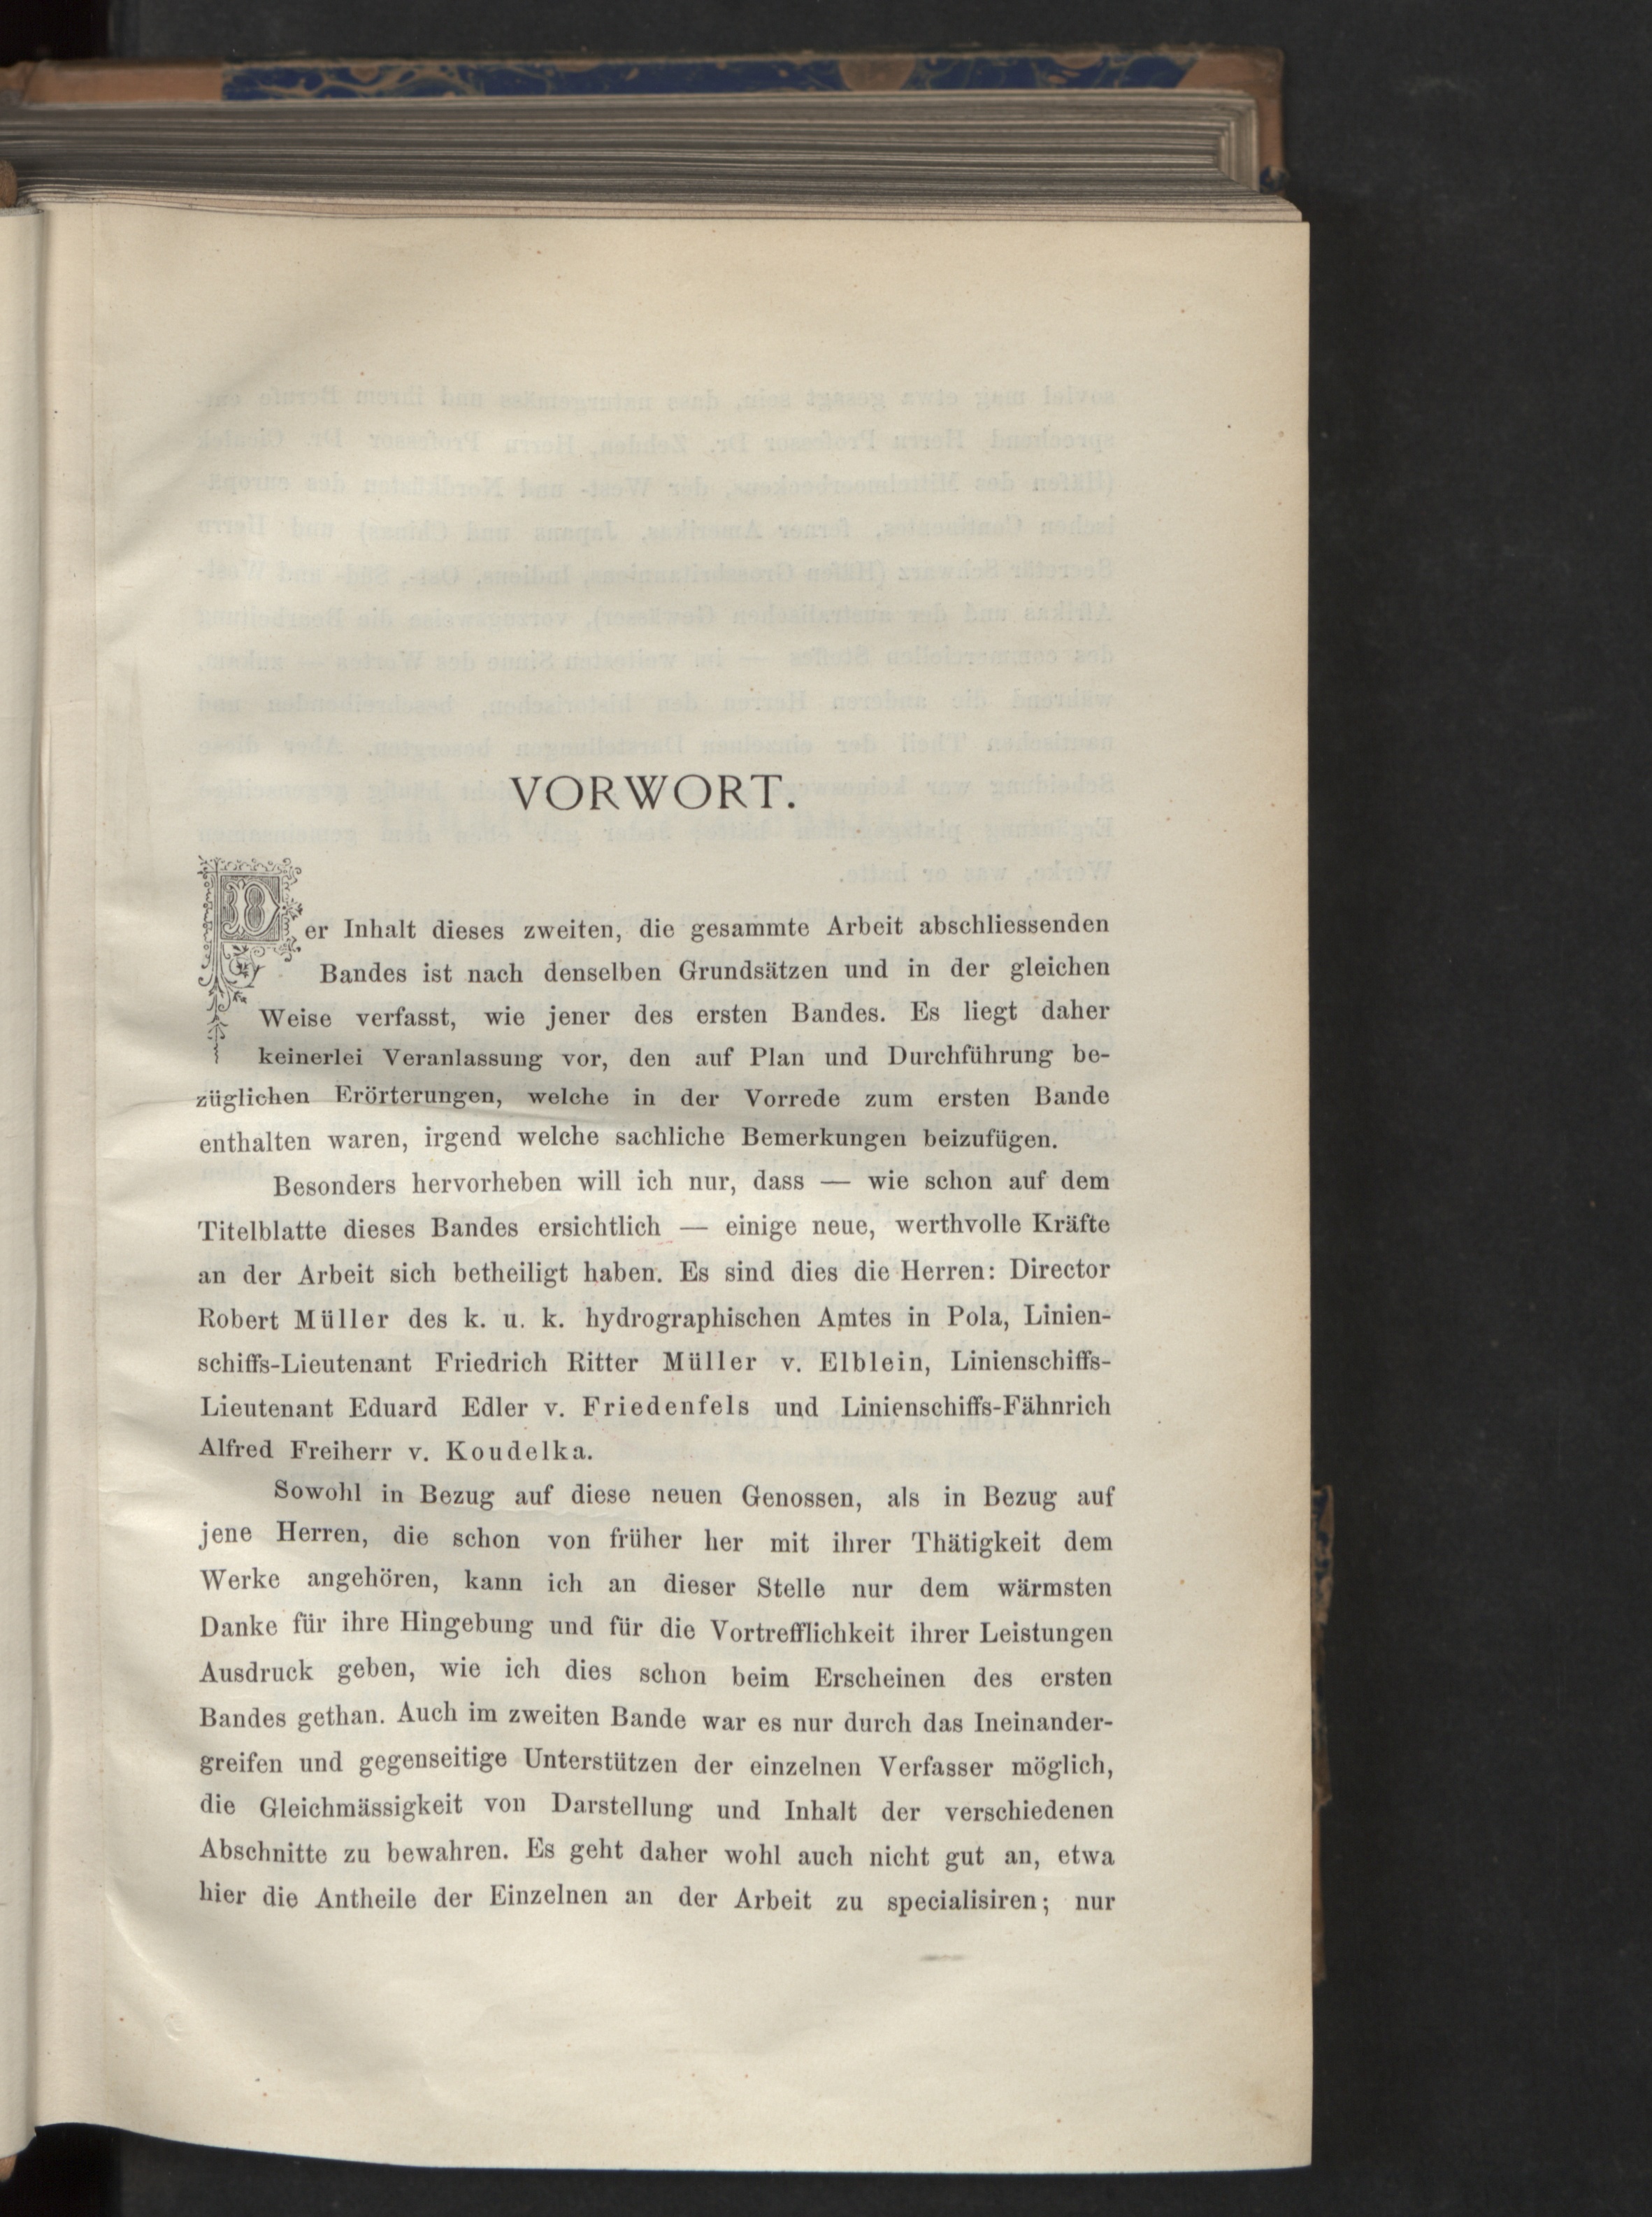 VORWORT.
Der Inhalt dieses zweiten, die gesammte Arbeit abschliessenden
Bandes ist nach denselben Grundsätzen und in der gleichen
Weise verfasst, wie jener des ersten Bandes. Es liegt daher
keinerlei Veranlassung vor, den auf Plan und Durchführung be-
züglichen Erörterungen, welche in der Vorrede zum ersten Bande
enthalten waren, irgend welche sachliche Bemerkungen beizufügen.
Besonders hervorheben will ich nur, dass — wie schon auf dem
Titelblatte dieses Bandes ersichtlich — einige neue, werthvolle Kräfte
an der Arbeit sich betheiligt haben. Es sind dies die Herren: Director
Robert Müller des k. u. k. hydrographischen Amtes in Pola, Linien-
schiffs-Lieutenant Friedrich Ritter Müller v. Elblein, Linienschiffs-
Lieutenant Eduard Edler v. Friedenfels und Linienschiffs-Fähnrich
Alfred Freiherr v. Koudelka.
Sowohl in Bezug auf diese neuen Genossen, als in Bezug auf
jene Herren, die schon von früher her mit ihrer Thätigkeit dem
Werke angehören, kann ich an dieser Stelle nur dem wärmsten
Danke für ihre Hingebung und für die Vortrefflichkeit ihrer Leistungen
Ausdruck geben, wie ich dies schon beim Erscheinen des ersten
Bandes gethan. Auch im zweiten Bande war es nur durch das Ineinander-
greifen und gegenseitige Unterstützen der einzelnen Verfasser möglich,
die Gleichmässigkeit von Darstellung und Inhalt der verschiedenen
Abschnitte zu bewahren. Es geht daher wohl auch nicht gut an, etwa
hier die Antheile der Einzelnen an der Arbeit zu specialisiren; nur